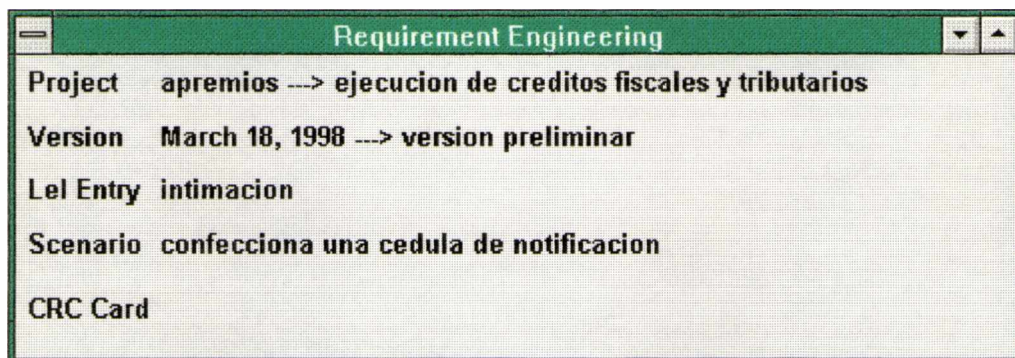 Requirement Engineering
Project apremios ---> ejecucion de creditos fiscales y tributarios
Version March 18, 1998 ---> version preliminar
Lel Entry intimacion
Scenario confecciona una cedula de notificacion
CRC Card